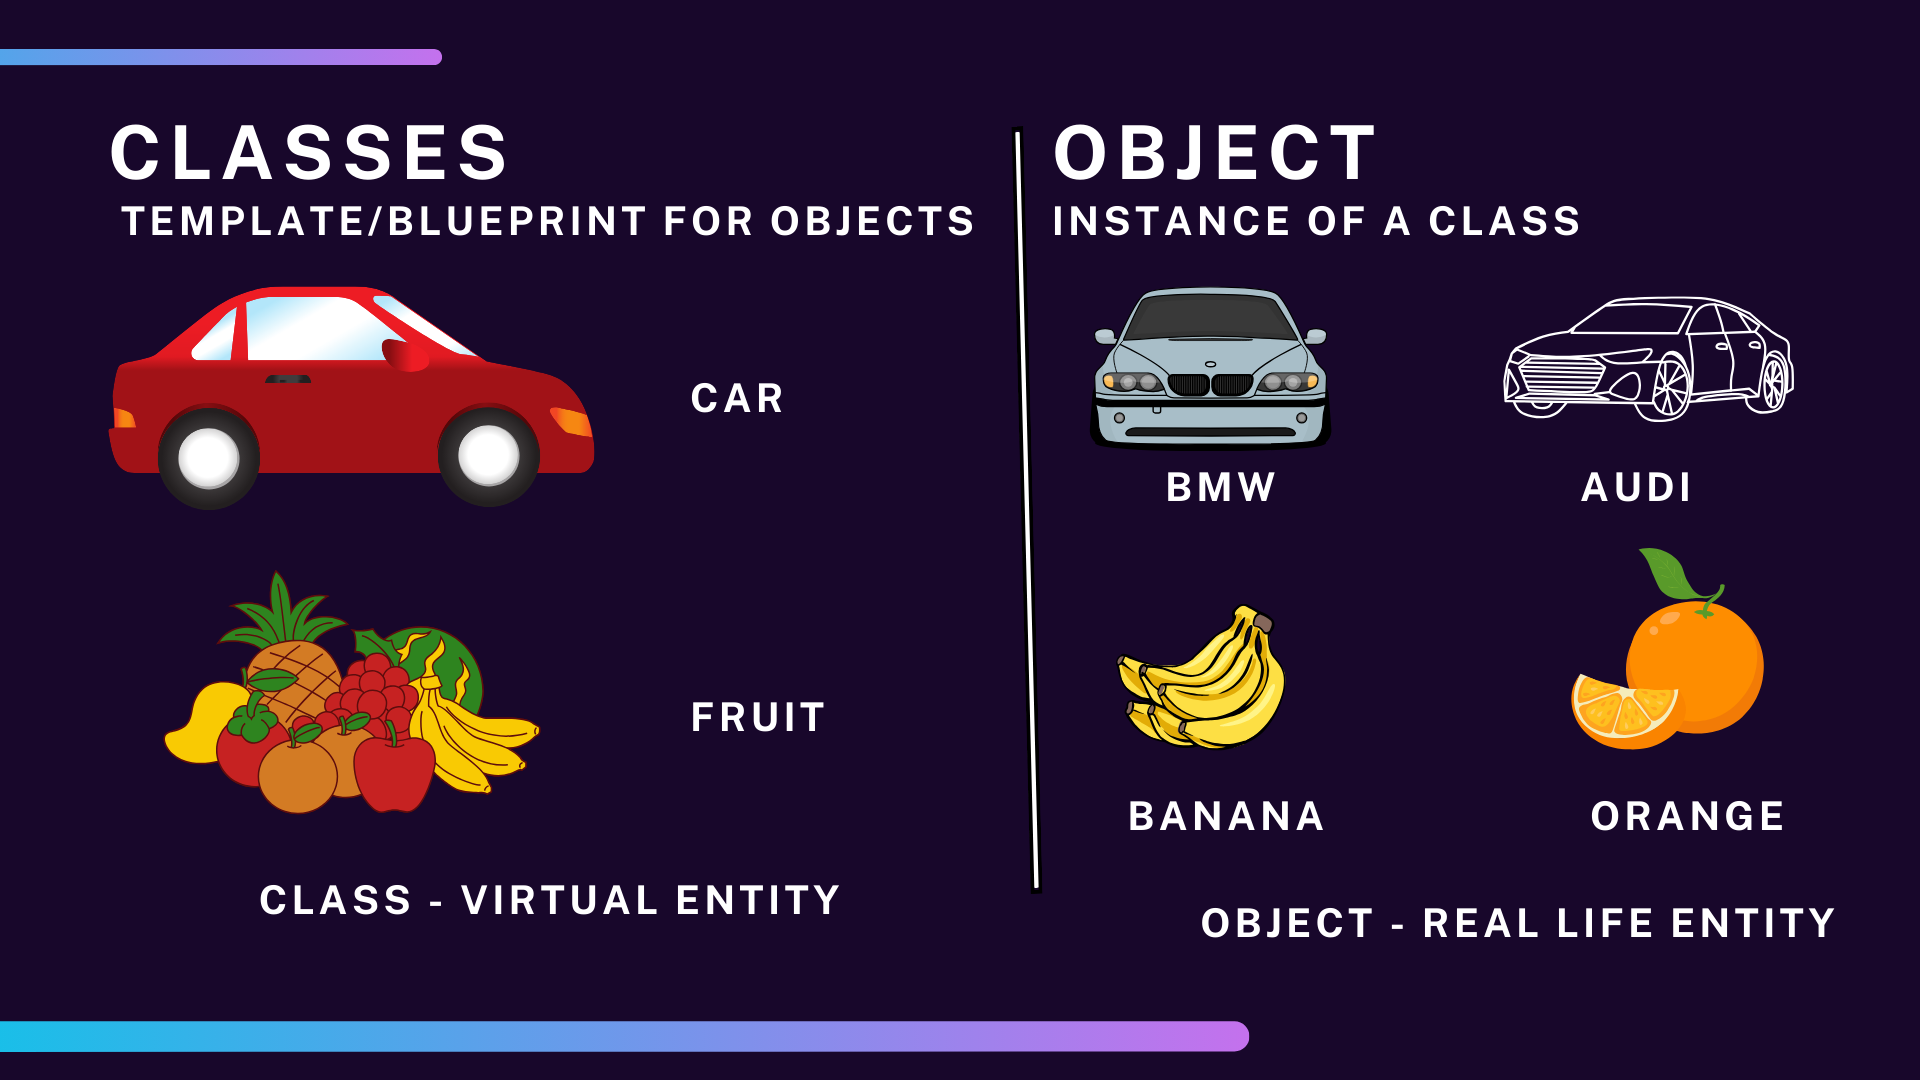 CLASSES
TEMPLATE/BLUEPRINT FOR OBJECTS
CAR
FRUIT
CLASS - VIRTUAL ENTITY
OBJECT
INSTANCE OF A CLASS
BMW
AUDI
BANANA
ORANGE
OBJECT - REAL LIFE ENTITY